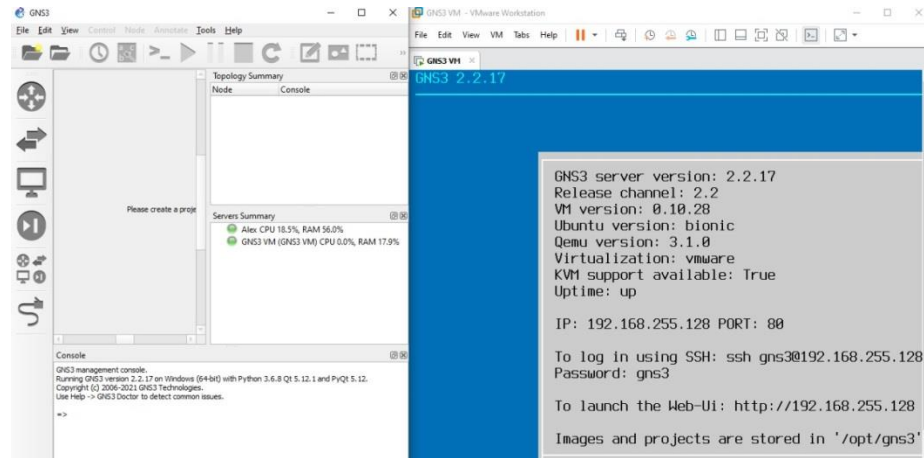 GNS3
File Edit View Control Node Annotate Tools Help
Topology Summary
Node Console
Please create a proje
Servers Summary
Alex CPU 18.5%, RAM 56.0%
GNS3 VM (GNS3 VM) CPU 0.0%, RAM 17.9%
Console
GNS3 management console.
Running GNS3 version 2.2.17 on Windows (64-bit) with Python 3.6.8 Qt 5.12.1 and PyQt 5.12.
Copyright (c) 2006-2021 GNS3 Technologies.
Use Help -> GNS3 Doctor to detect common issues.
=>
GNS3 VM - VMware Workstation
File Edit View VM Tabs Help
GNS3 VM
GNS3 2.2.17
GNS3 server version: 2.2.17
Release channel: 2.2
VM version: 0.10.28
Ubuntu version: bionic
Qemu version: 3.1.0
Virtualization: vmware
KVM support available: True
Uptime: up
IP: 192.168.255.128 PORT: 80
To log in using SSH: ssh gns3@192.168.255.128
Password: gns3
To launch the Web-Ui: http://192.168.255.128
Images and projects are stored in '/opt/gns3'